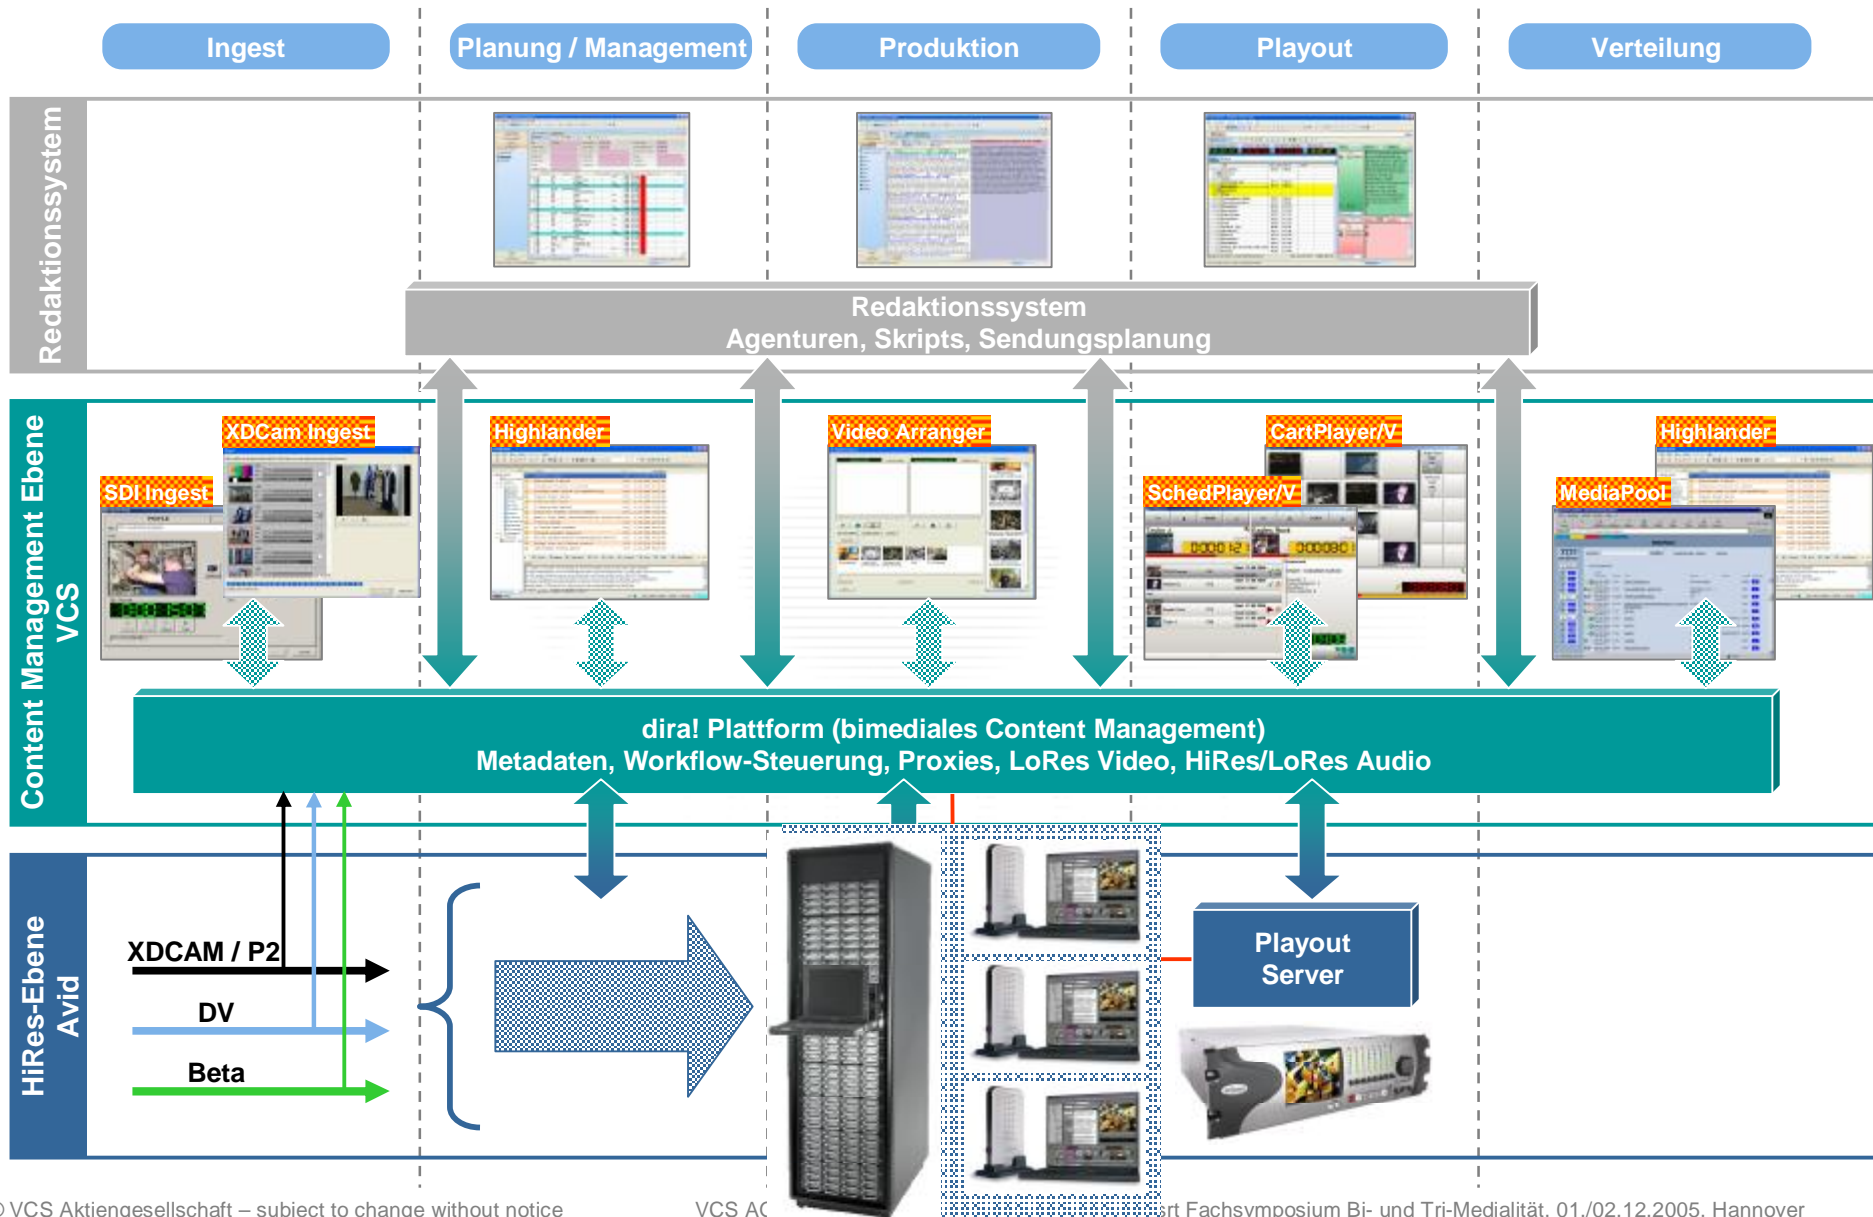 Ingest
Planung / Management
Produktion
Playout
Verteilung
Redaktionssystem
Redaktionssystem
Agenturen, Skripts, Sendungsplanung
Content Management Ebene
VCS
XDCam Ingest
SDI Ingest
Highlander
Video Arranger
CartPlayer/V
SchedPlayer/V
Highlander
MediaPool
dira! Plattform (bimediales Content Management)
Metadaten, Workflow-Steuerung, Proxies, LoRes Video, HiRes/LoRes Audio
HiRes-Ebene
Avid
XDCAM / P2
DV
Beta
Playout
Server
© VCS Aktiengesellschaft – subject to change without notice
VCS AG
Fachsymposium Bi- und Tri-Medialität, 01./02.12.2005, Hannover